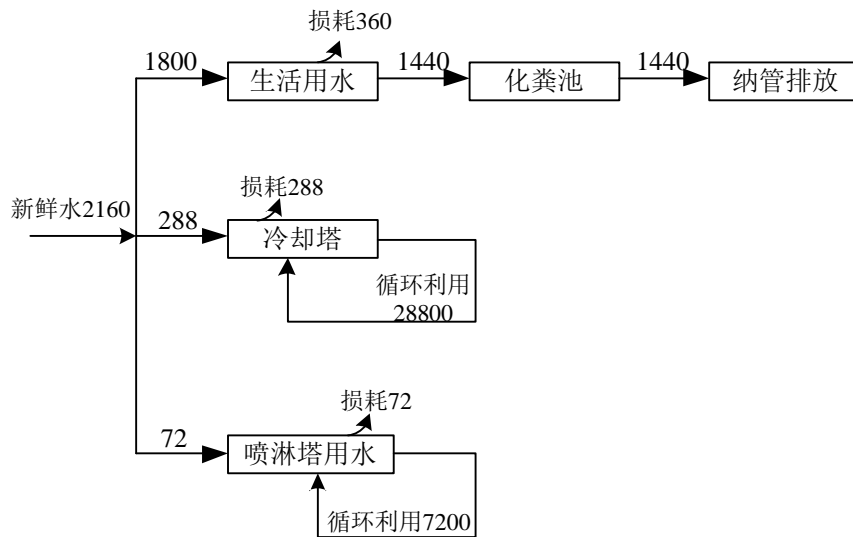 损耗360
1800
生活用水
1440
化粪池
1440
纳管排放
新鲜水2160
损耗288
288
冷却塔
循环利用
28800
损耗72
72
喷淋塔用水
循环利用7200